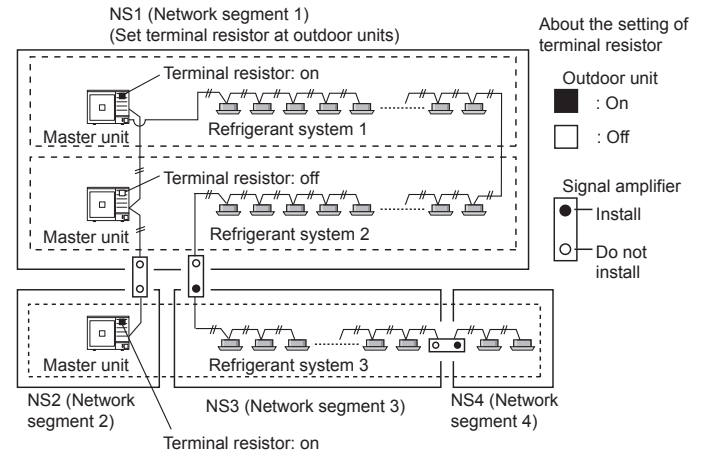 NS1 (Network segment 1)
(Set terminal resistor at outdoor units)
Terminal resistor: on
Master unit
Refrigerant system 1
Terminal resistor: off
Master unit
Refrigerant system 2
Master unit
Refrigerant system 3
NS2 (Network
segment 2)
NS3 (Network segment 3)
NS4 (Network
segment 4)
Terminal resistor: on
About the setting of
terminal resistor
Outdoor unit
: On
: Off
Signal amplifier
Install
Do not
install